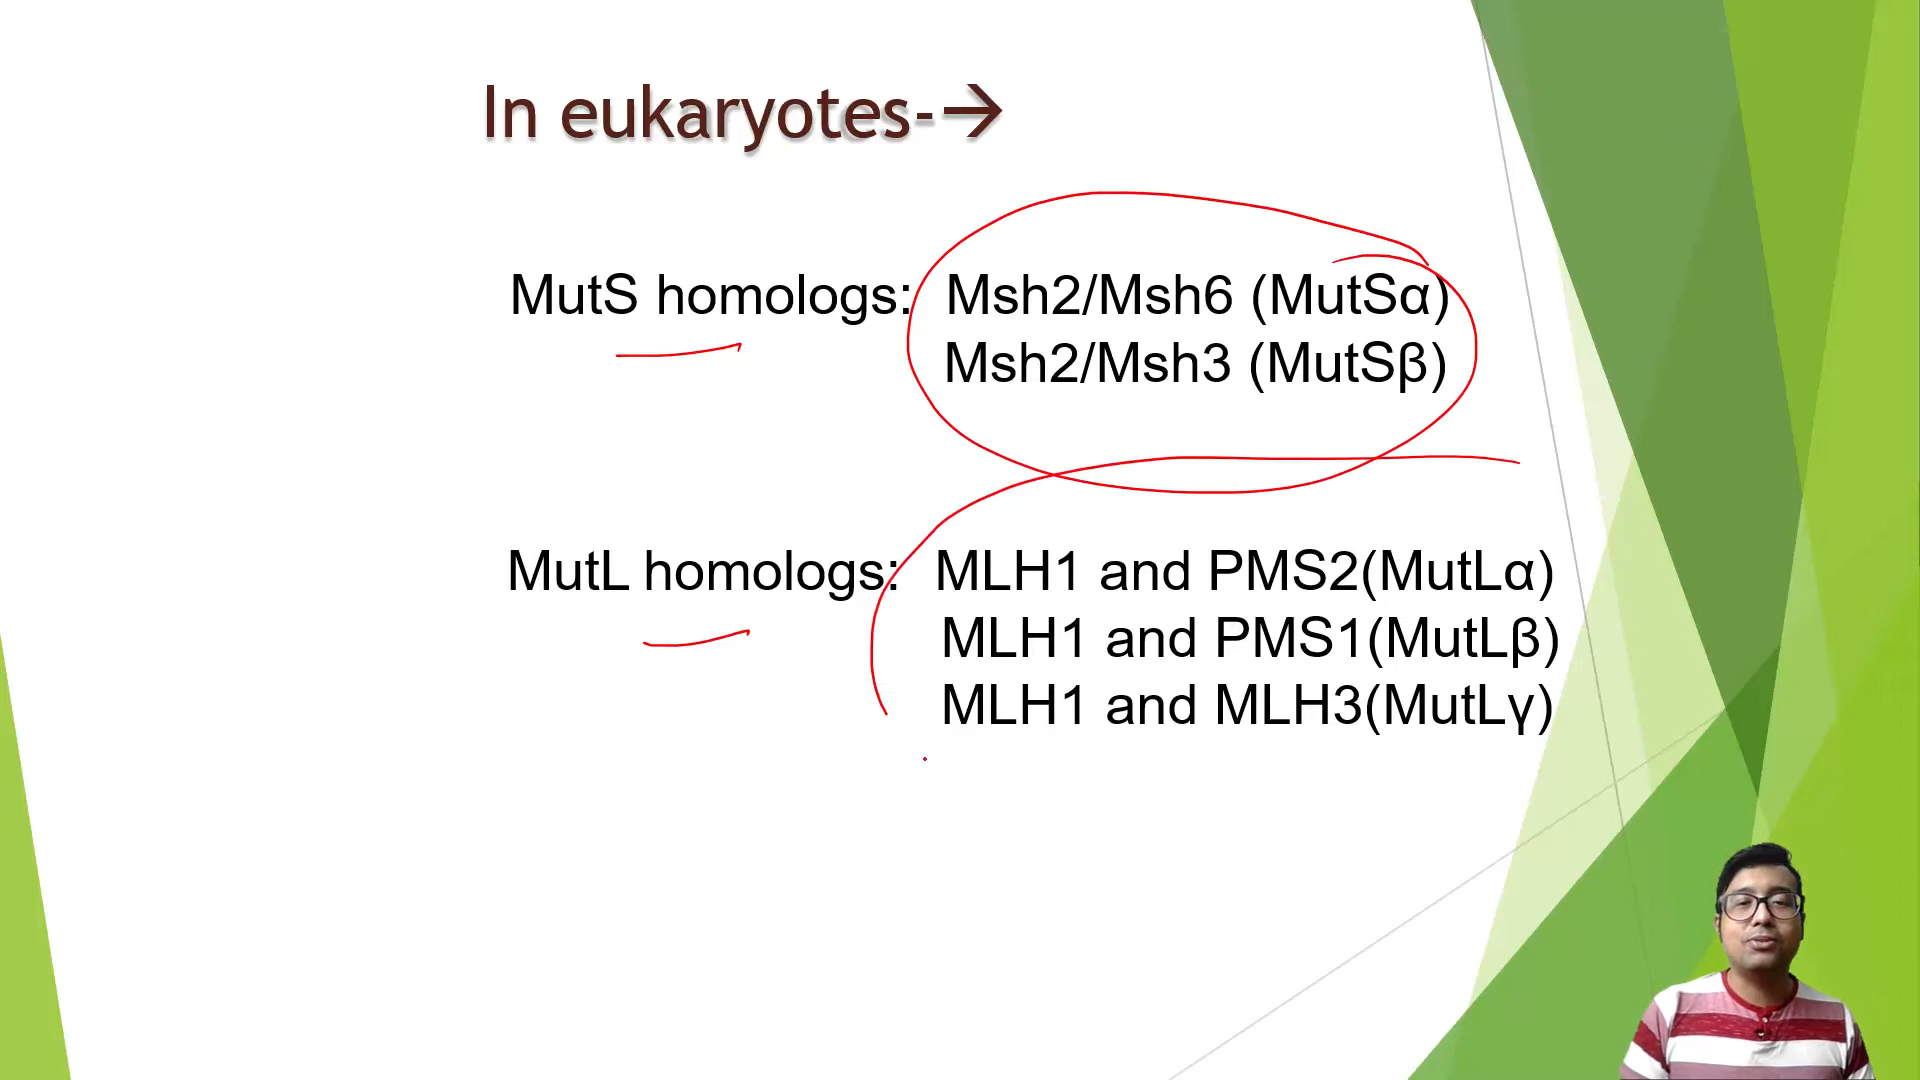 In eukaryotes-→
MutS homologs: Msh2/Msh6 (MutSα)
Msh2/Msh3 (MutSβ)
MutL homologs: MLH1 and PMS2(MutLα)
MLH1 and PMS1(MutLβ)
MLH1 and MLH3(MutLγ)